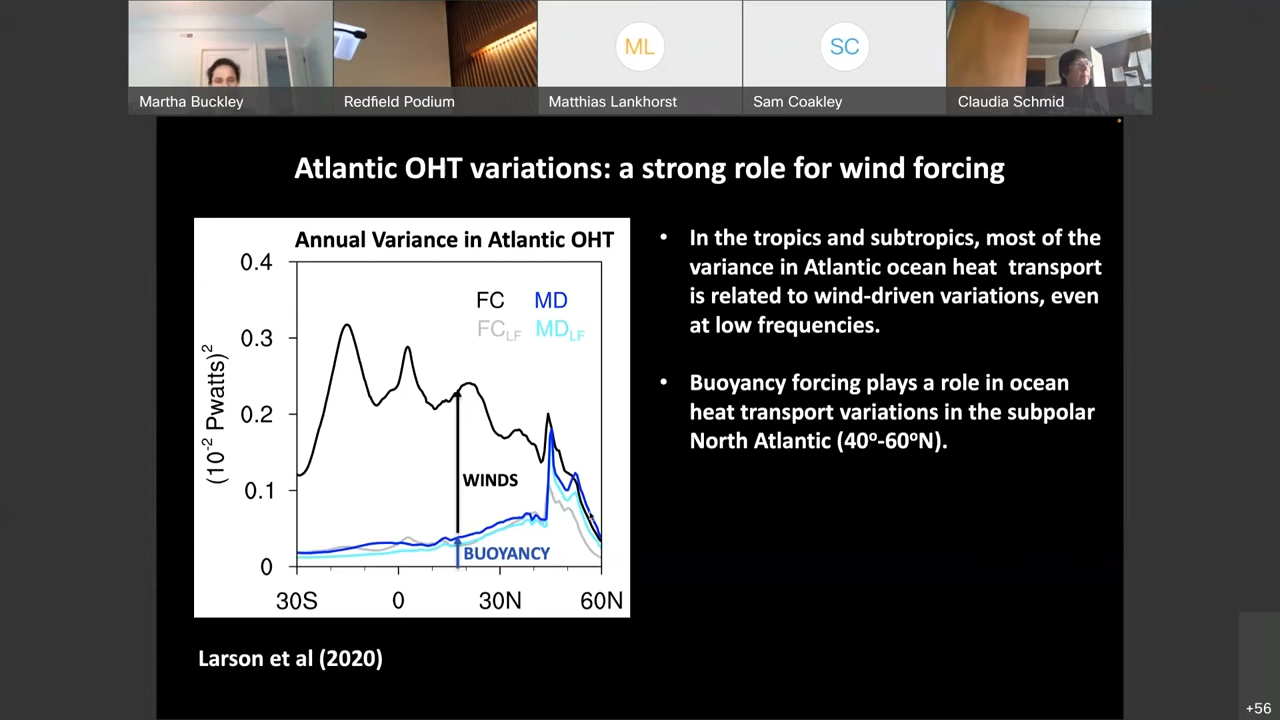 Martha Buckley
Redfield Podium
ML
Matthias Lankhorst
SC
Sam Coakley
Claudia Schmid
Atlantic OHT variations: a strong role for wind forcing
Annual Variance in Atlantic OHT
(10⁻² Pwatts)²
0.4
0.3
0.2
0.1
0
FC MD
FC_LF MD_LF
WINDS
BUOYANCY
30S 0 30N 60N
Larson et al (2020)
• In the tropics and subtropics, most of the
variance in Atlantic ocean heat transport
is related to wind-driven variations, even
at low frequencies.
• Buoyancy forcing plays a role in ocean
heat transport variations in the subpolar
North Atlantic (40º-60ºN).
+56